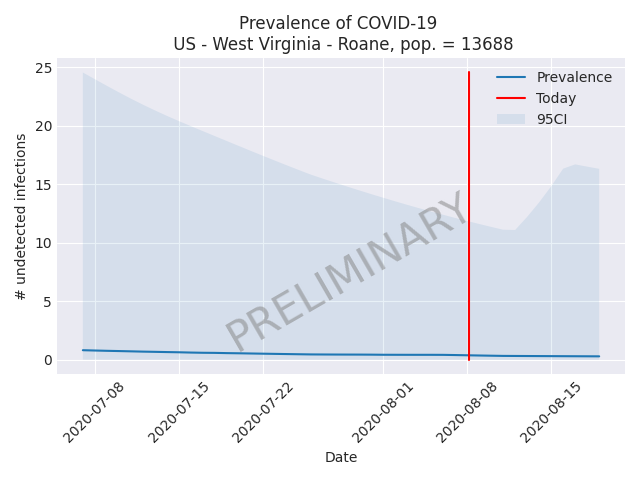 Prevalence of COVID-19
US - West Virginia - Roane, pop. = 13688
# undetected infections
25
20
15
10
5
0
Prevalence
Today
95CI
PRELIMINARY
2020-07-08
2020-07-15
2020-07-22
2020-08-01
2020-08-08
2020-08-15
Date